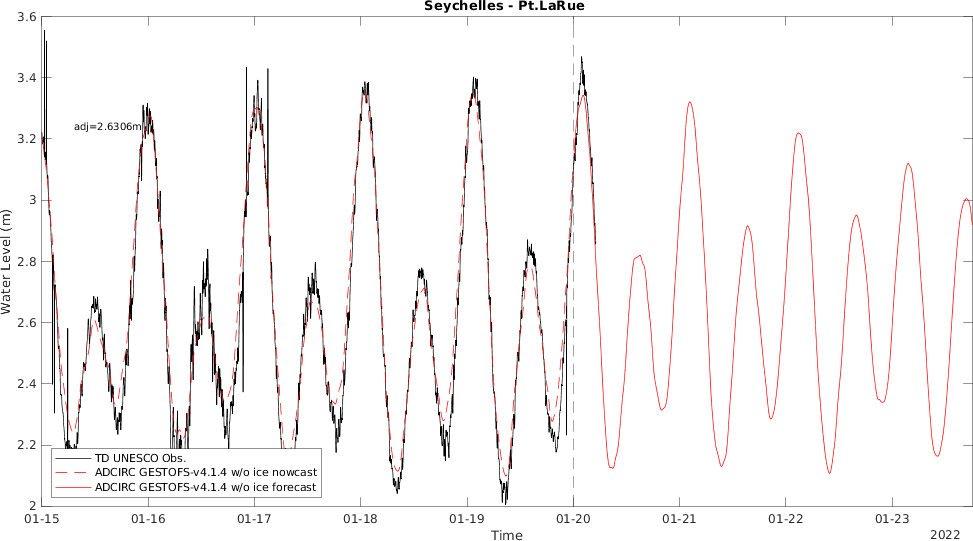 Seychelles - Pt.LaRue
Water Level (m)
3.6
3.4
3.2
3
2.8
2.6
2.4
2.2
2
adj=2.6306m
TD UNESCO Obs.
ADCIRC GESTOFS-v4.1.4 w/o ice nowcast
ADCIRC GESTOFS-v4.1.4 w/o ice forecast
01-15 01-16 01-17 01-18 01-19 01-20 01-21 01-22 01-23
Time
2022